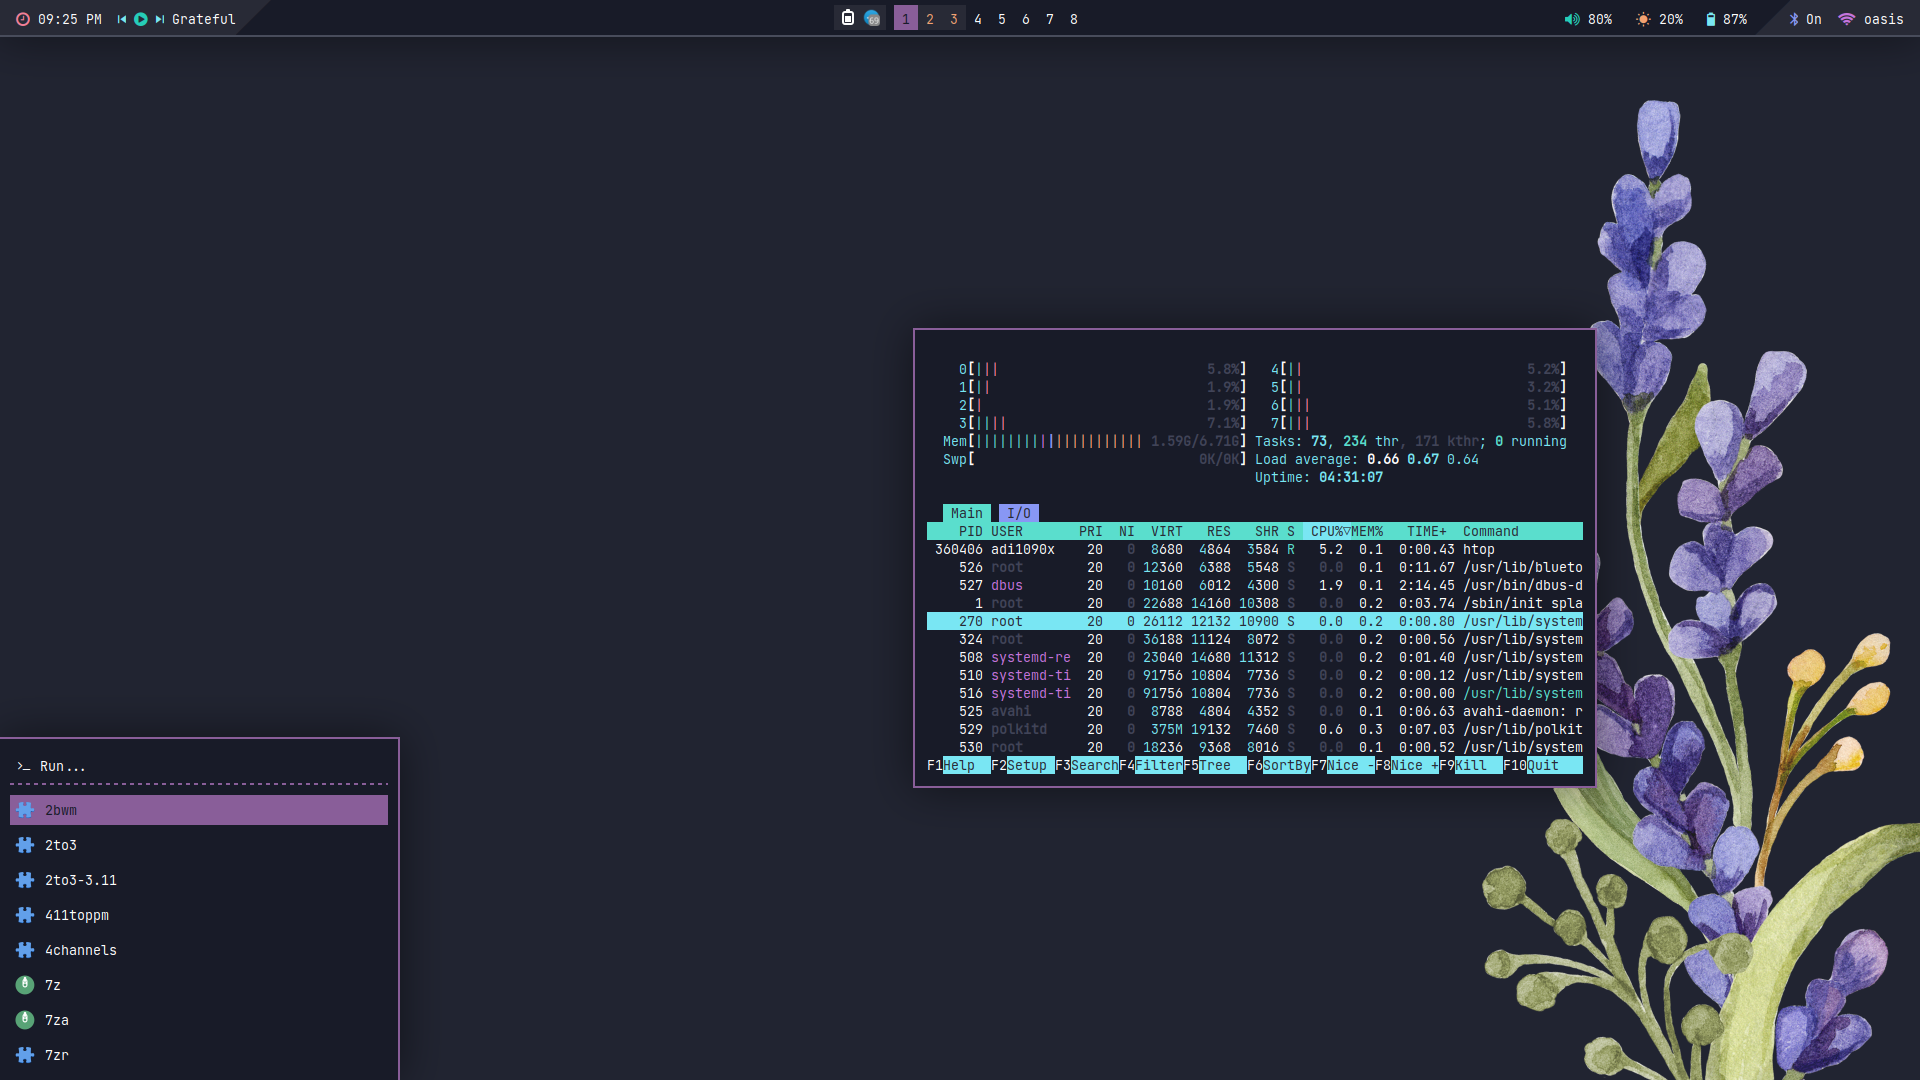 09:25 PM Grateful
69 1 2 3 4 5 6 7 8
80% 20% 87% On oasis
0[||| 5.8%] 4[|| 5.2%]
1[|| 1.9%] 5[|| 3.2%]
2[| 1.9%] 6[||| 5.1%]
3[|||| 7.1%] 7[||| 5.8%]
Mem[||||||||||||||||||||| 1.59G/6.71G] Tasks: 73, 234 thr, 171 kthr; 0 running
Swp[ 0K/0K] Load average: 0.66 0.67 0.64
Uptime: 04:31:07
Main I/O
PID USER PRI NI VIRT RES SHR S CPU%▽MEM% TIME+ Command
360406 adi1090x 20 0 8680 4864 3584 R 5.2 0.1 0:00.43 htop
526 root 20 0 12360 6388 5548 S 0.0 0.1 0:11.67 /usr/lib/blueto
527 dbus 20 0 10160 6012 4300 S 1.9 0.1 2:14.45 /usr/bin/dbus-d
1 root 20 0 22688 14160 10308 S 0.0 0.2 0:03.74 /sbin/init spla
270 root 20 0 26112 12132 10900 S 0.0 0.2 0:00.80 /usr/lib/system
324 root 20 0 36188 11124 8072 S 0.0 0.2 0:00.56 /usr/lib/system
508 systemd-re 20 0 23040 14680 11312 S 0.0 0.2 0:01.40 /usr/lib/system
510 systemd-ti 20 0 91756 10804 7736 S 0.0 0.2 0:00.12 /usr/lib/system
516 systemd-ti 20 0 91756 10804 7736 S 0.0 0.2 0:00.00 /usr/lib/system
525 avahi 20 0 8788 4804 4352 S 0.0 0.1 0:06.63 avahi-daemon: r
529 polkitd 20 0 375M 19132 7460 S 0.6 0.3 0:07.03 /usr/lib/polkit
530 root 20 0 18236 9368 8016 S 0.0 0.1 0:00.52 /usr/lib/system
F1Help F2Setup F3SearchF4FilterF5Tree F6SortByF7Nice -F8Nice +F9Kill F10Quit
>_ Run...
2bwm
2to3
2to3-3.11
411toppm
4channels
7z
7za
7zr